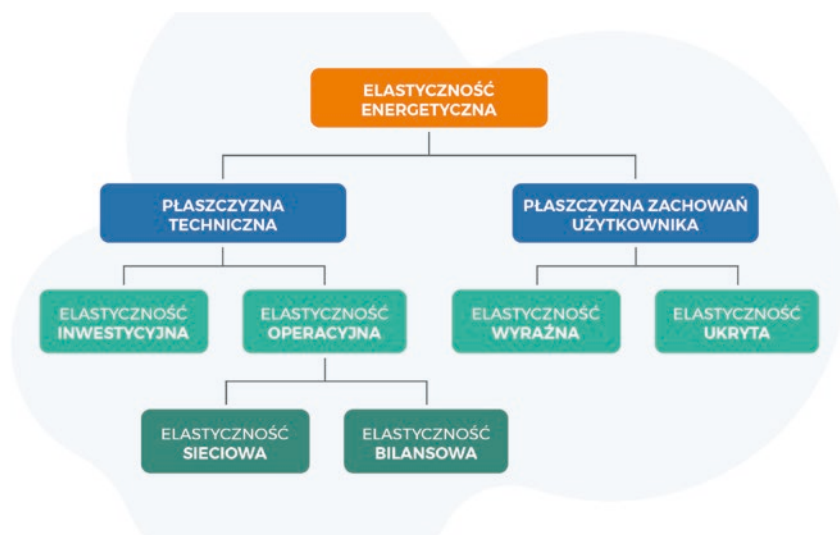 ELASTYCZNOŚĆ
ENERGETYCZNA
PŁASZCZYZNA
TECHNICZNA
PŁASZCZYZNA ZACHOWAŃ
UŻYTKOWNIKA
ELASTYCZNOŚĆ
INWESTYCYJNA
ELASTYCZNOŚĆ
OPERACYJNA
ELASTYCZNOŚĆ
WYRAŹNA
ELASTYCZNOŚĆ
UKRYTA
ELASTYCZNOŚĆ
SIECIOWA
ELASTYCZNOŚĆ
BILANSOWA